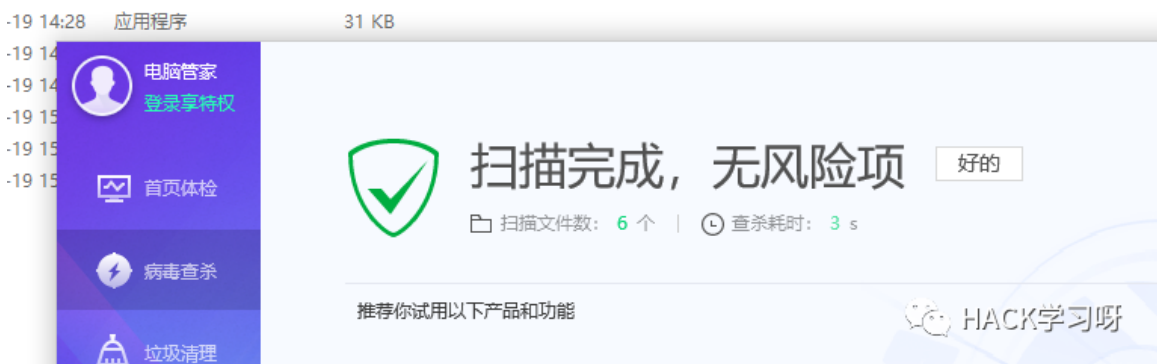 -19 14:28 应用程序 31 KB
-19 14
-19 14
-19 15
-19 15
-19 15
电脑管家
登录享特权
首页体检
病毒查杀
垃圾清理
扫描完成，无风险项 好的
扫描文件数： 6 个 | 查杀耗时： 3 s
推荐你试用以下产品和功能
HACK学习呀